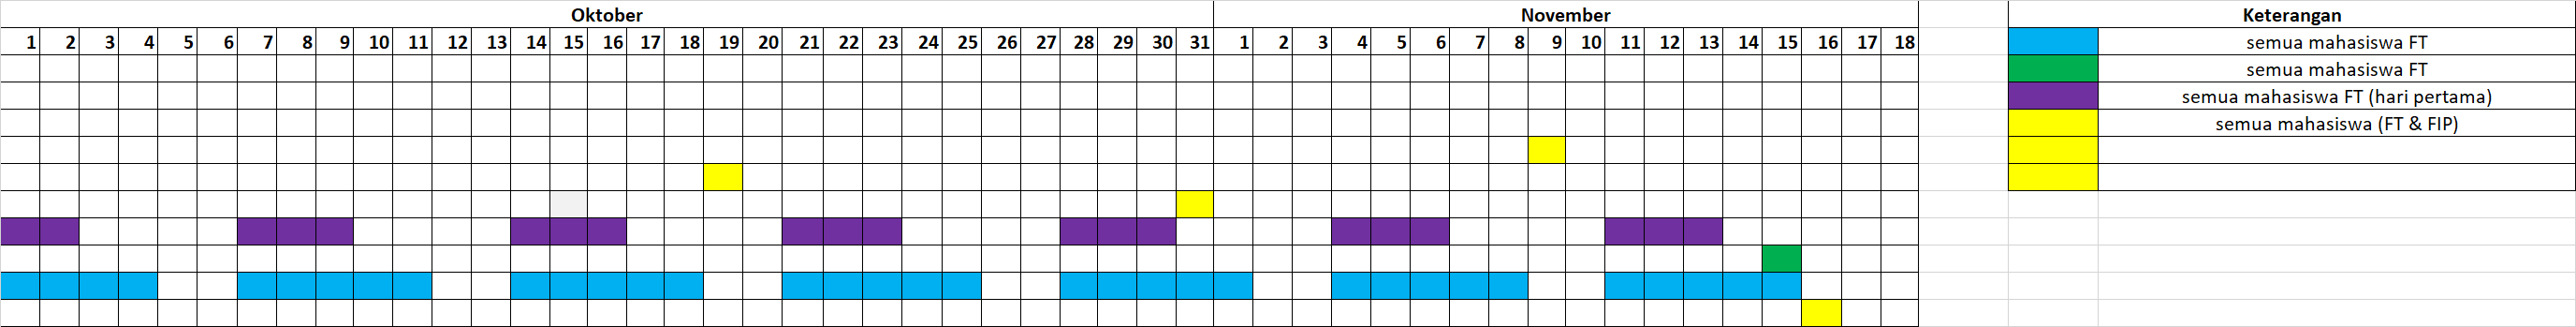 Oktober November Keterangan
1 2 3 4 5 6 7 8 9 10 11 12 13 14 15 16 17 18 19 20 21 22 23 24 25 26 27 28 29 30 31 1 2 3 4 5 6 7 8 9 10 11 12 13 14 15 16 17 18 semua mahasiswa FT
semua mahasiswa FT
semua mahasiswa FT (hari pertama)
semua mahasiswa (FT & FIP)